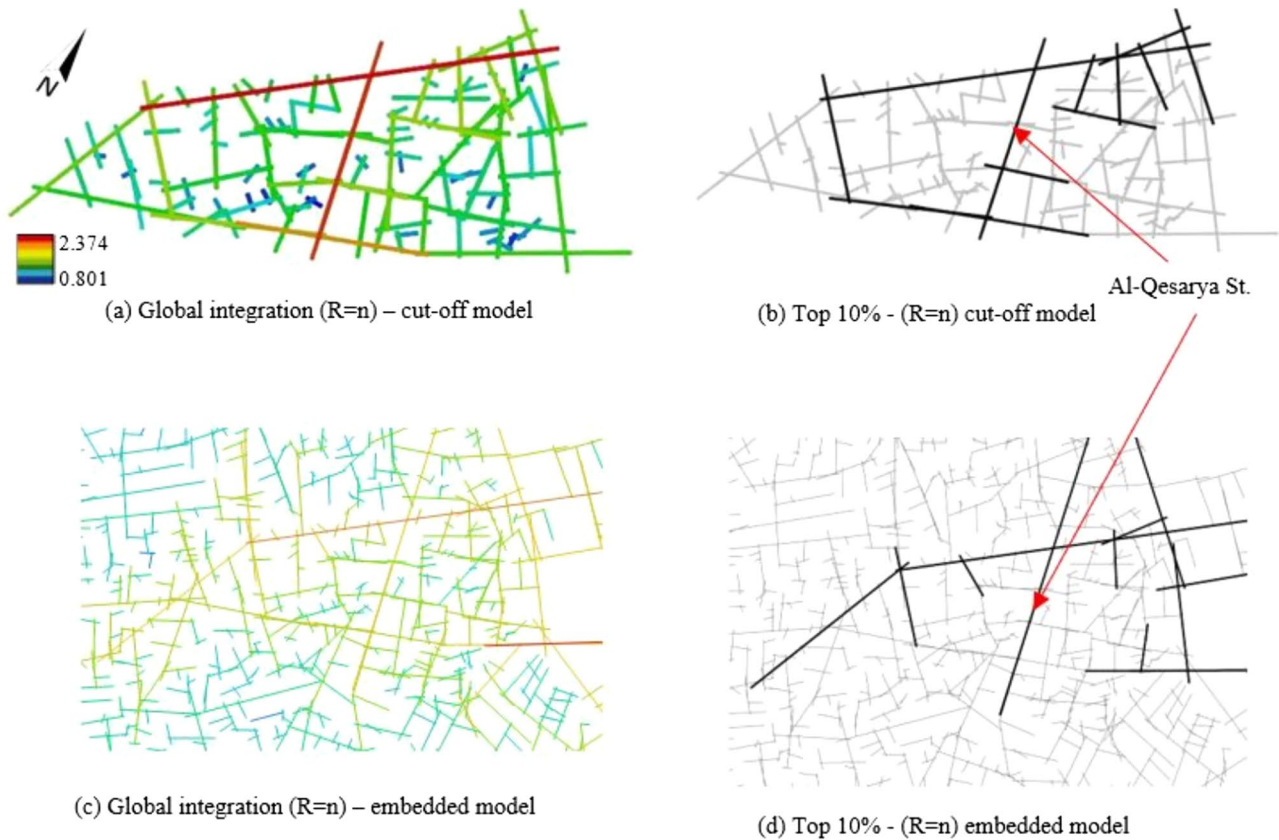 N
2.374
0.801
(a) Global integration (R=n) – cut-off model
Al-Qesarya St.
(b) Top 10% - (R=n) cut-off model
(c) Global integration (R=n) – embedded model
(d) Top 10% - (R=n) embedded model